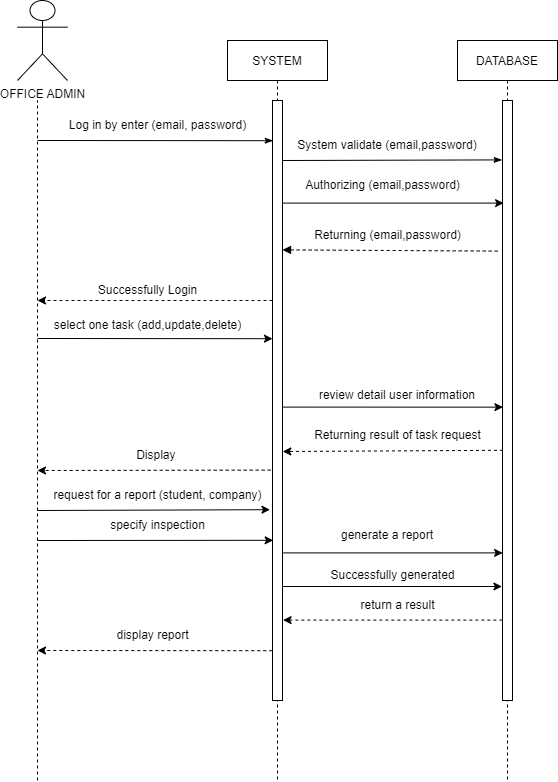 SYSTEM
DATABASE
OFFICE ADMIN
Log in by enter (email, password)
System validate (email,password)
Authorizing (email,password)
Returning (email,password)
Successfully Login
select one task (add,update,delete)
review detail user information
Returning result of task request
Display
request for a report (student, company)
specify inspection
generate a report
Successfully generated
return a result
display report